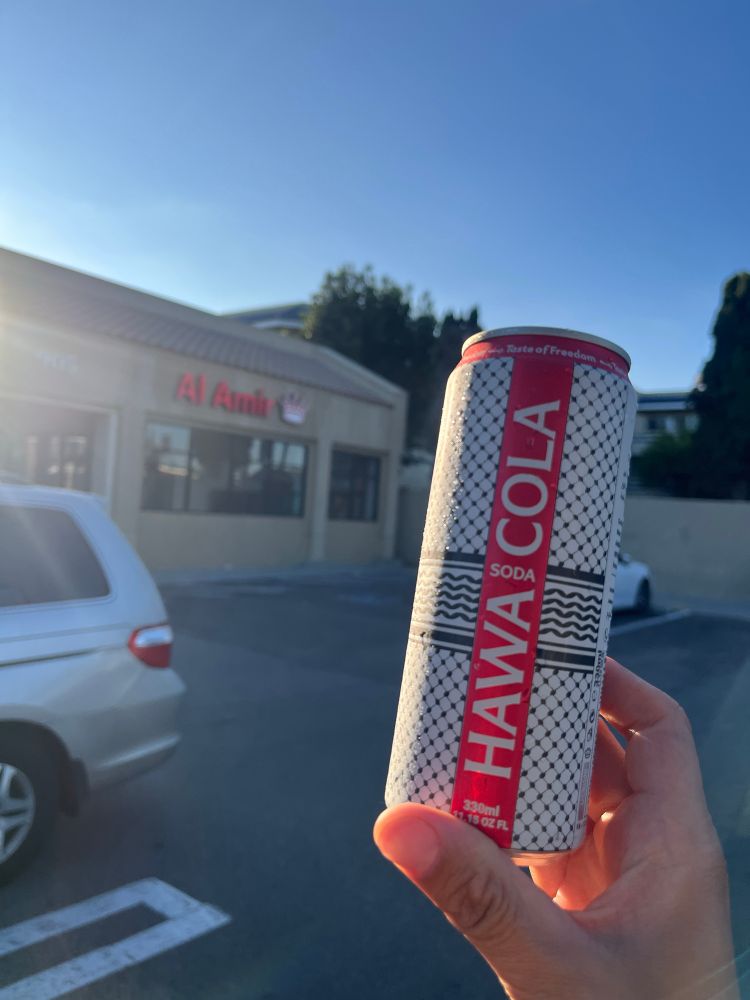 Al Amir
Taste of Freedom
HAWA COLA
SODA
330ml
11.15 OZ FL